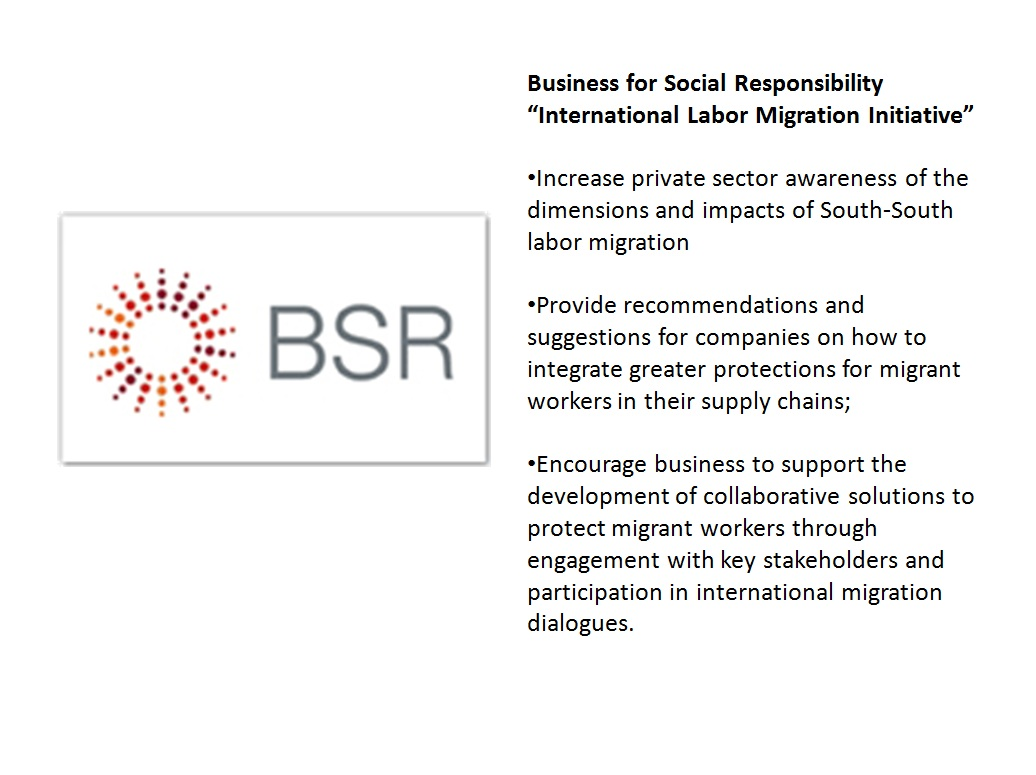 BSR
Business for Social Responsibility
“International Labor Migration Initiative”
•Increase private sector awareness of the
dimensions and impacts of South-South
labor migration
•Provide recommendations and
suggestions for companies on how to
integrate greater protections for migrant
workers in their supply chains;
•Encourage business to support the
development of collaborative solutions to
protect migrant workers through
engagement with key stakeholders and
participation in international migration
dialogues.